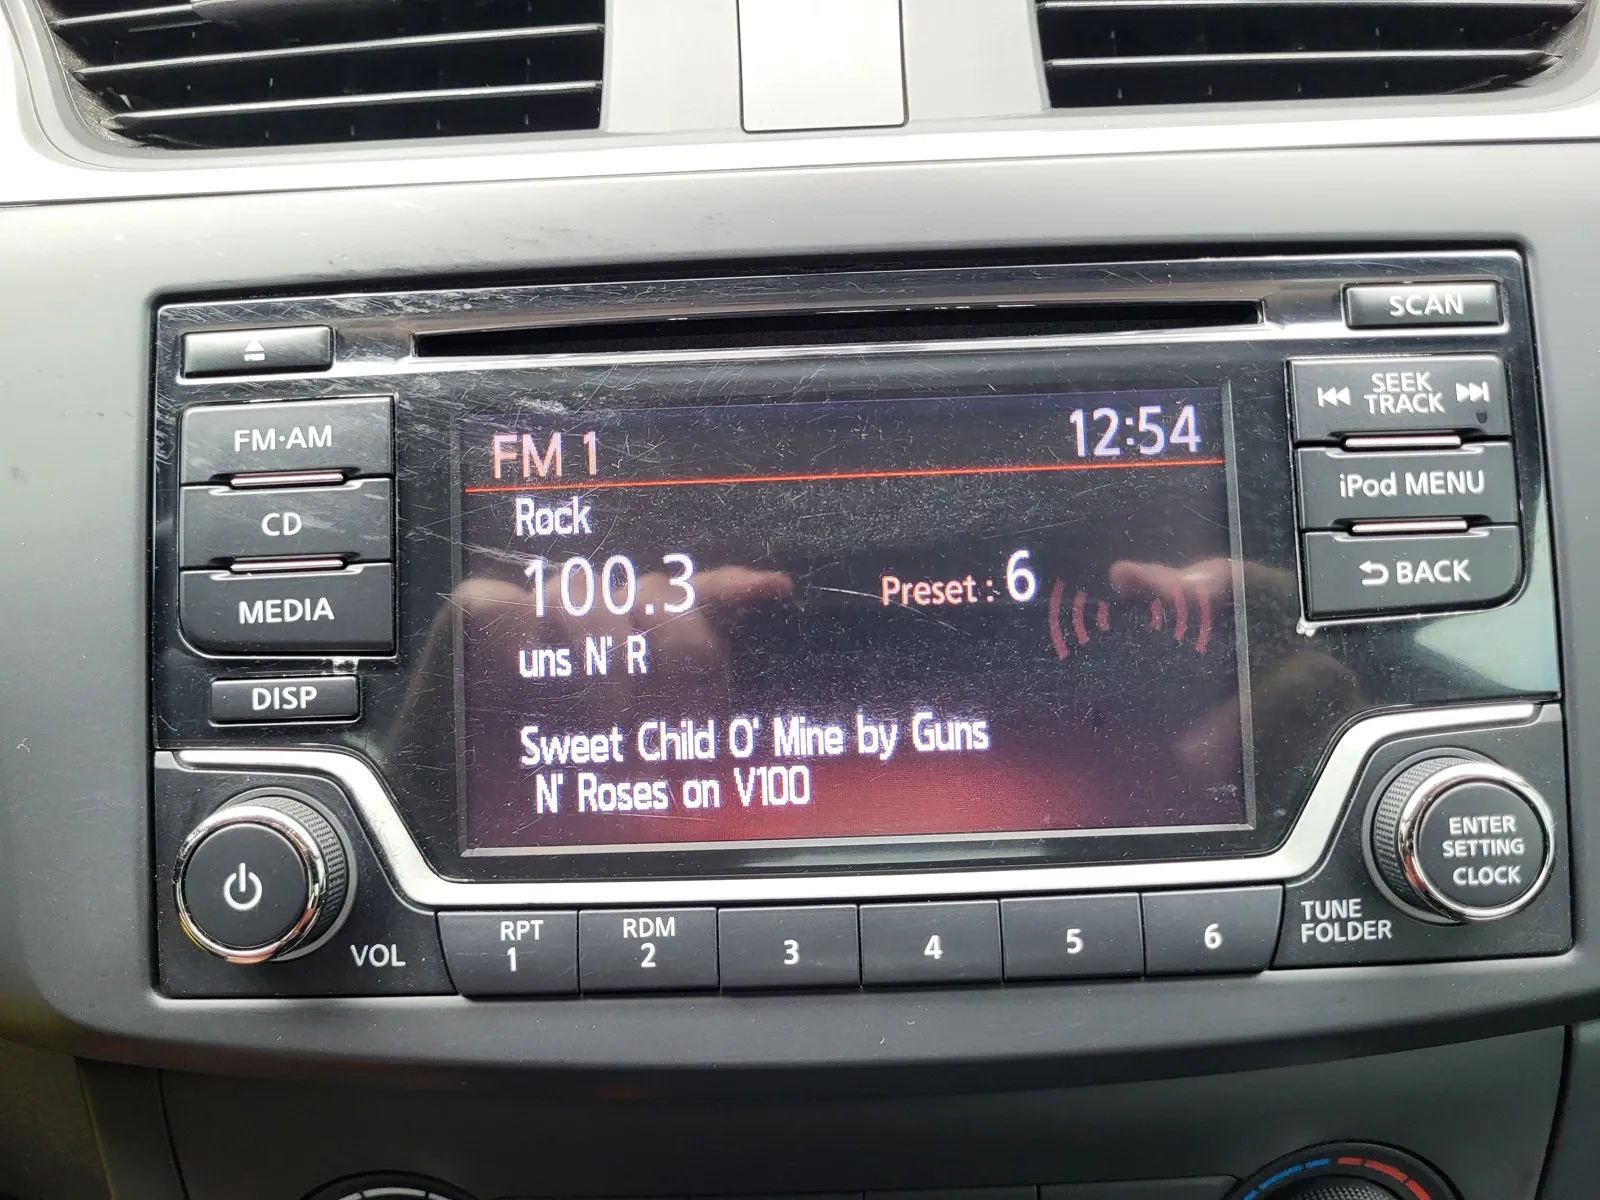 SCAN
FM·AM
CD
MEDIA
DISP
FM 1
12:54
Rock
100.3
Preset : 6
uns N' R
Sweet Child O' Mine by Guns
N' Roses on V100
SEEK
TRACK
iPod MENU
BACK
VOL
RPT
1
RDM
2
3
4
5
6
TUNE
FOLDER
ENTER
SETTING
CLOCK